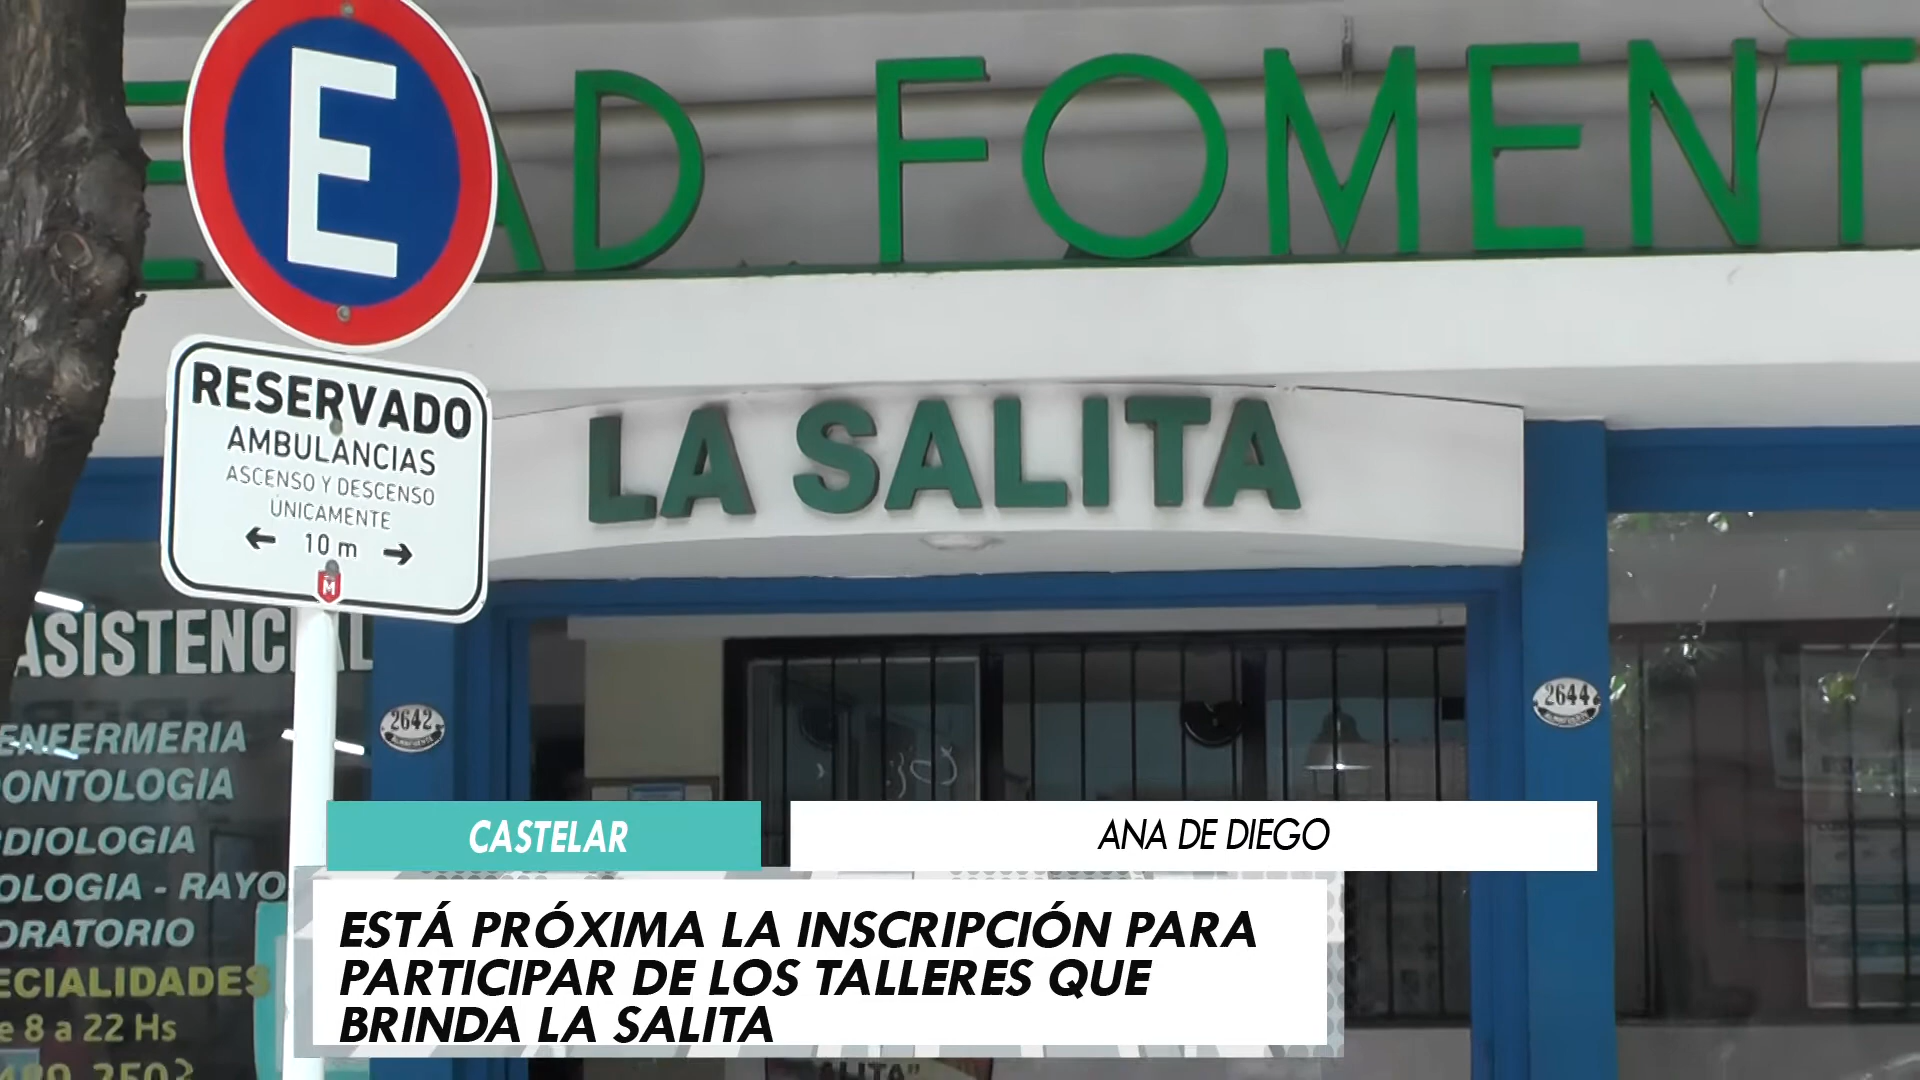 E
AD FOMENT
RESERVADO
AMBULANCIAS
ASCENSO Y DESCENSO
ÚNICAMENTE
← 10 m →
M
LA SALITA
ASISTENCIAL
ENFERMERIA
ONTOLOGIA
DIOLOGIA
OLOGIA - RAYO
ORATORIO
ECIALIDADES
e 8 a 22 Hs
2642
2644
CASTELAR
ANA DE DIEGO
ESTÁ PRÓXIMA LA INSCRIPCIÓN PARA
PARTICIPAR DE LOS TALLERES QUE
BRINDA LA SALITA